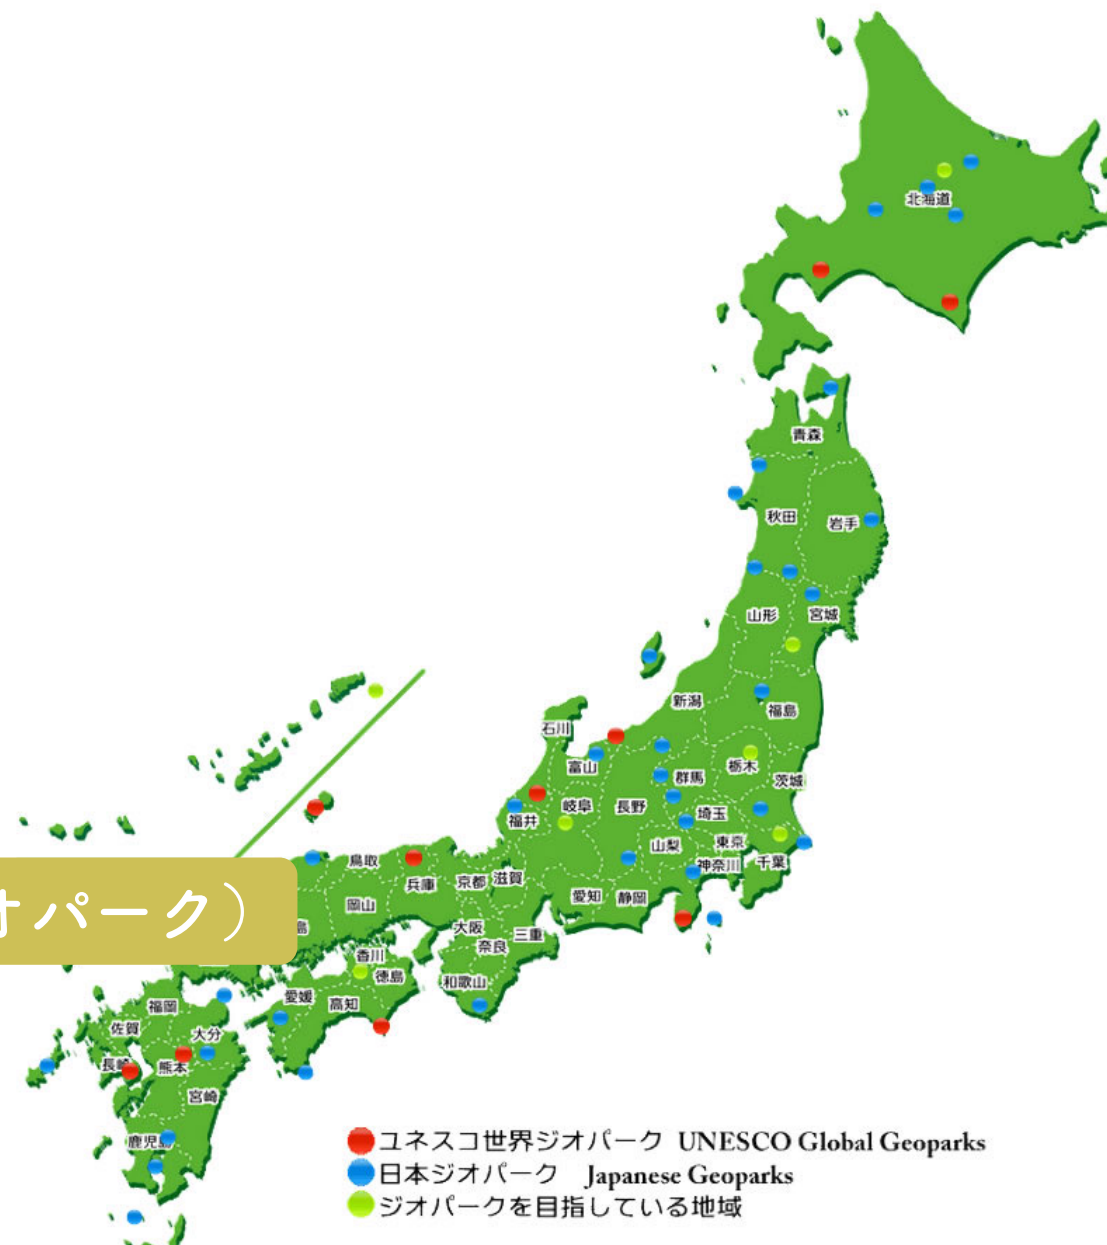 北海道
青森
秋田
岩手
山形
宮城
新潟
福島
石川
富山
栃木
群馬
茨城
福井
岐阜
長野
埼玉
山梨
東京
神奈川
千葉
鳥取
兵庫
京都
滋賀
愛知
静岡
岡山
島
大阪
三重
奈良
香川
徳島
和歌山
愛媛
高知
オパーク）
福岡
佐賀
大分
長崎
熊本
宮崎
鹿児島
ユネスコ世界ジオパーク UNESCO Global Geoparks
日本ジオパーク Japanese Geoparks
ジオパークを目指している地域